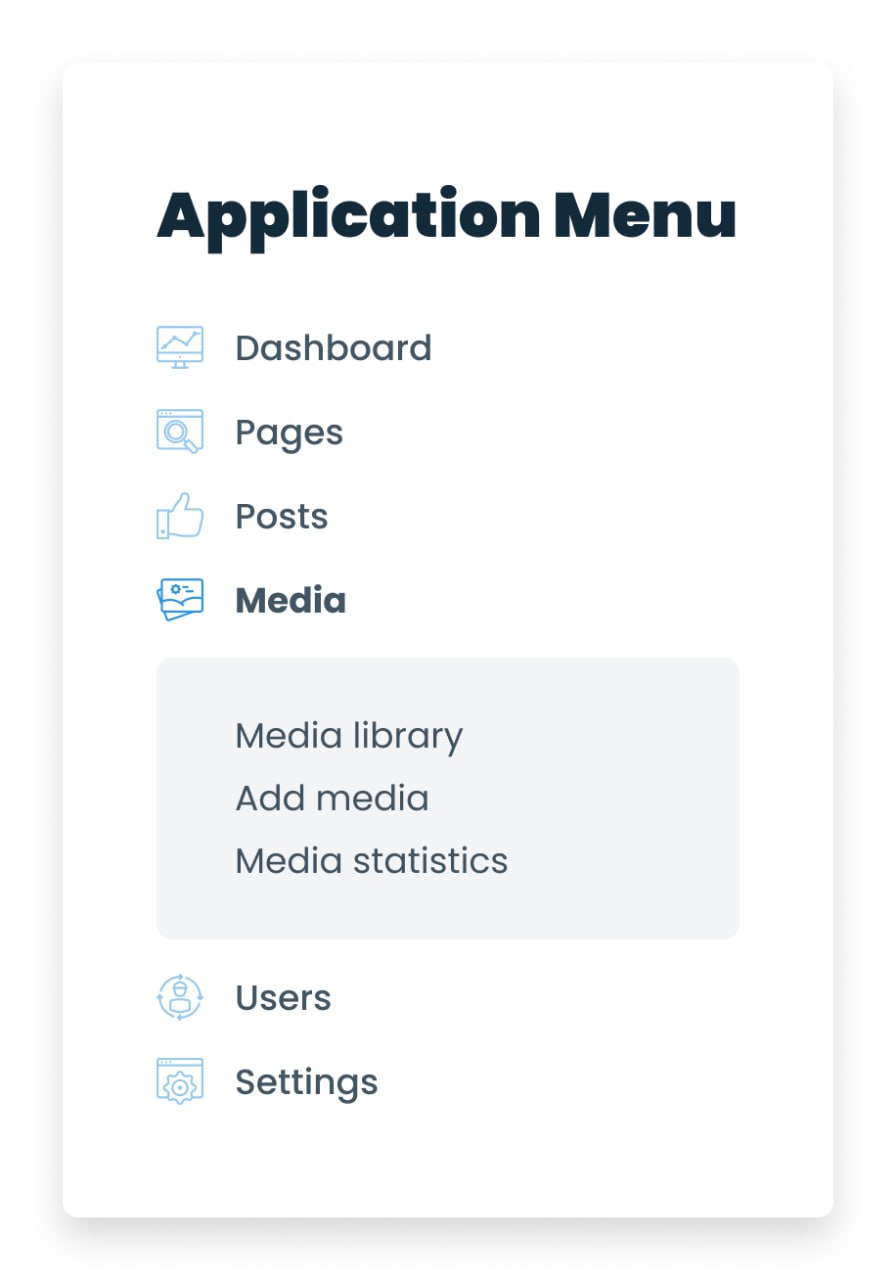 Application Menu
Dashboard
Pages
Posts
Media
Media library
Add media
Media statistics
Users
Settings